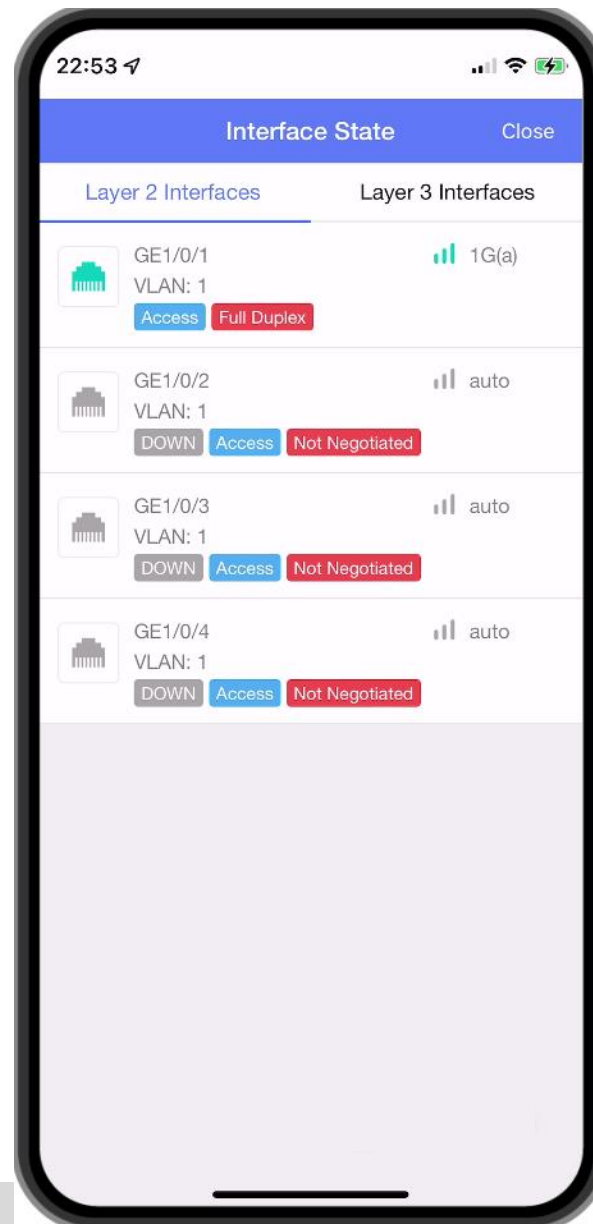 22:53
Interface State Close
Layer 2 Interfaces Layer 3 Interfaces
GE1/0/1 1G(a)
VLAN: 1
Access Full Duplex
GE1/0/2 auto
VLAN: 1
DOWN Access Not Negotiated
GE1/0/3 auto
VLAN: 1
DOWN Access Not Negotiated
GE1/0/4 auto
VLAN: 1
DOWN Access Not Negotiated